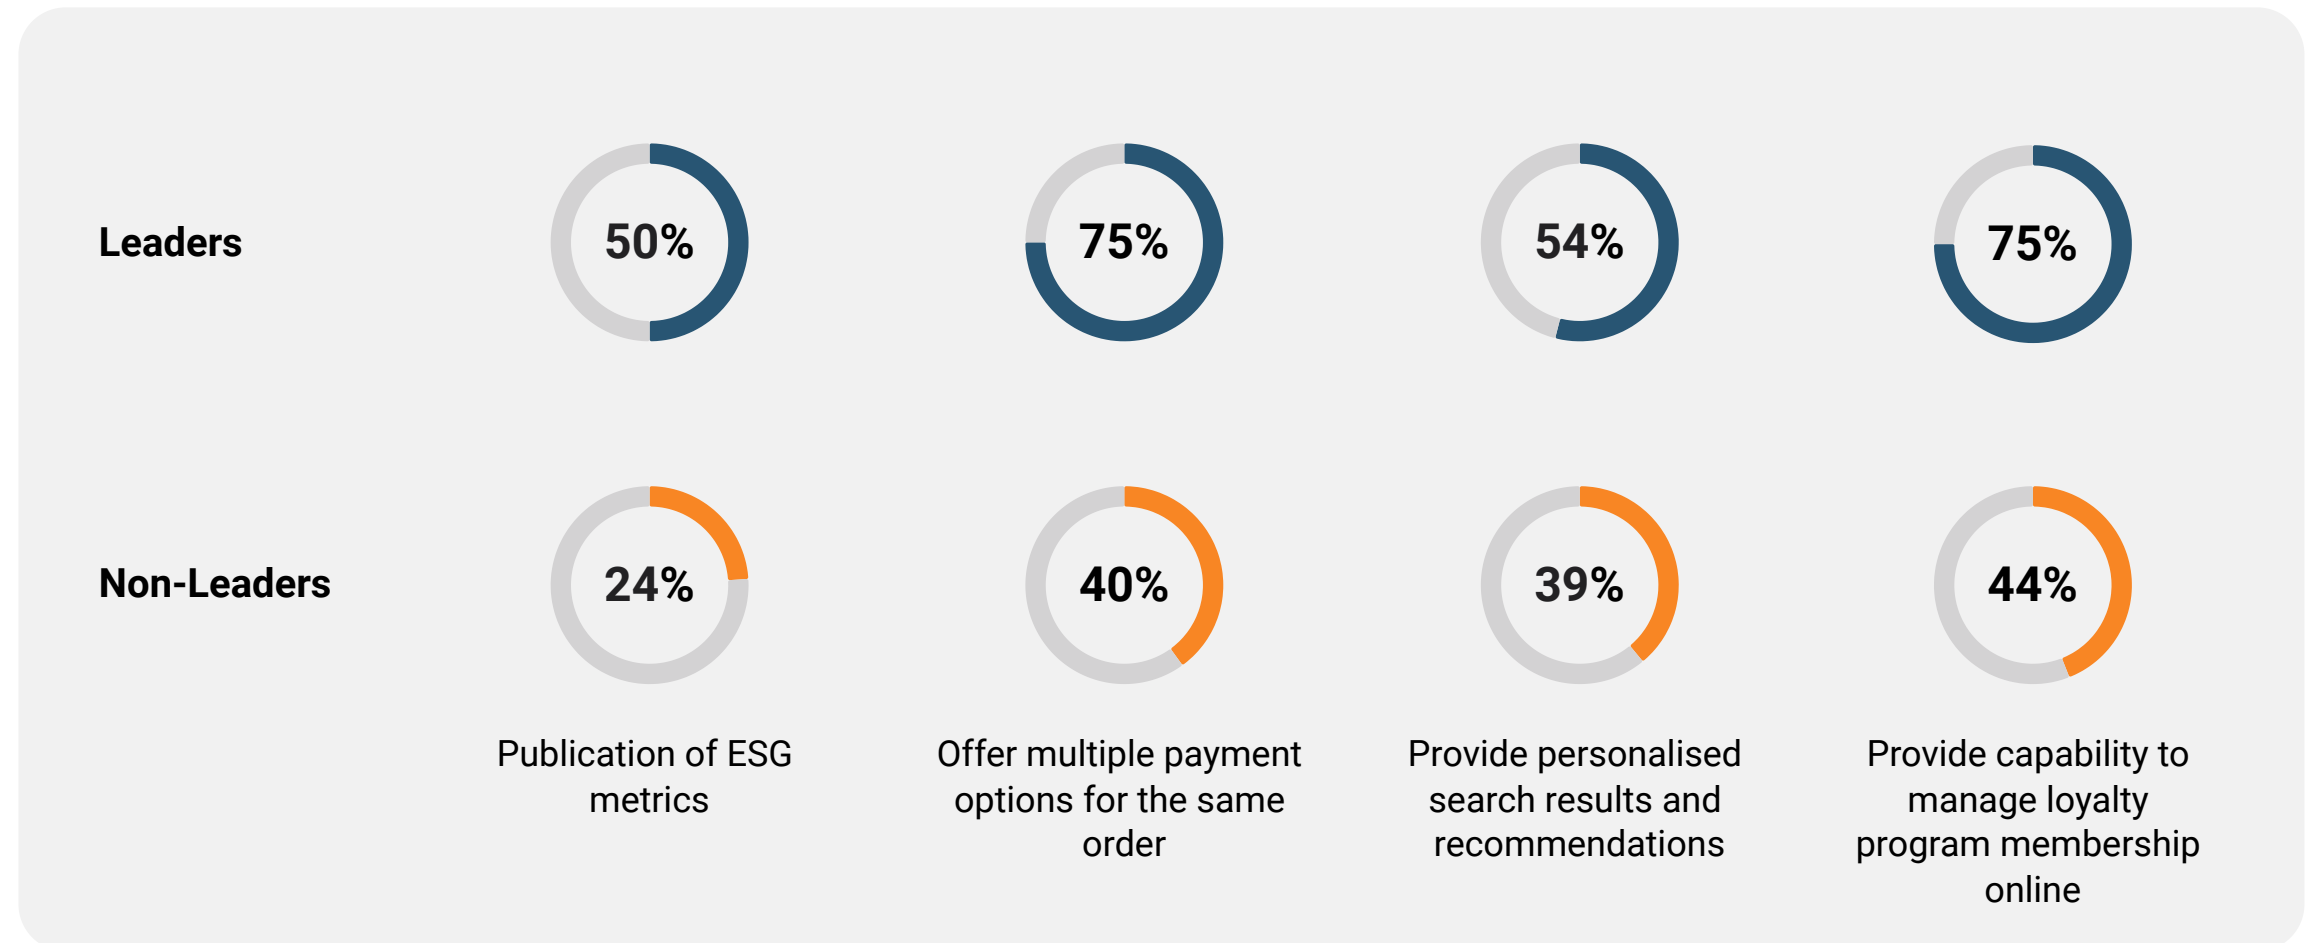 Leaders
50%
75%
54%
75%
Non-Leaders
24%
40%
39%
44%
Publication of ESG
metrics
Offer multiple payment
options for the same
order
Provide personalised
search results and
recommendations
Provide capability to
manage loyalty
program membership
online